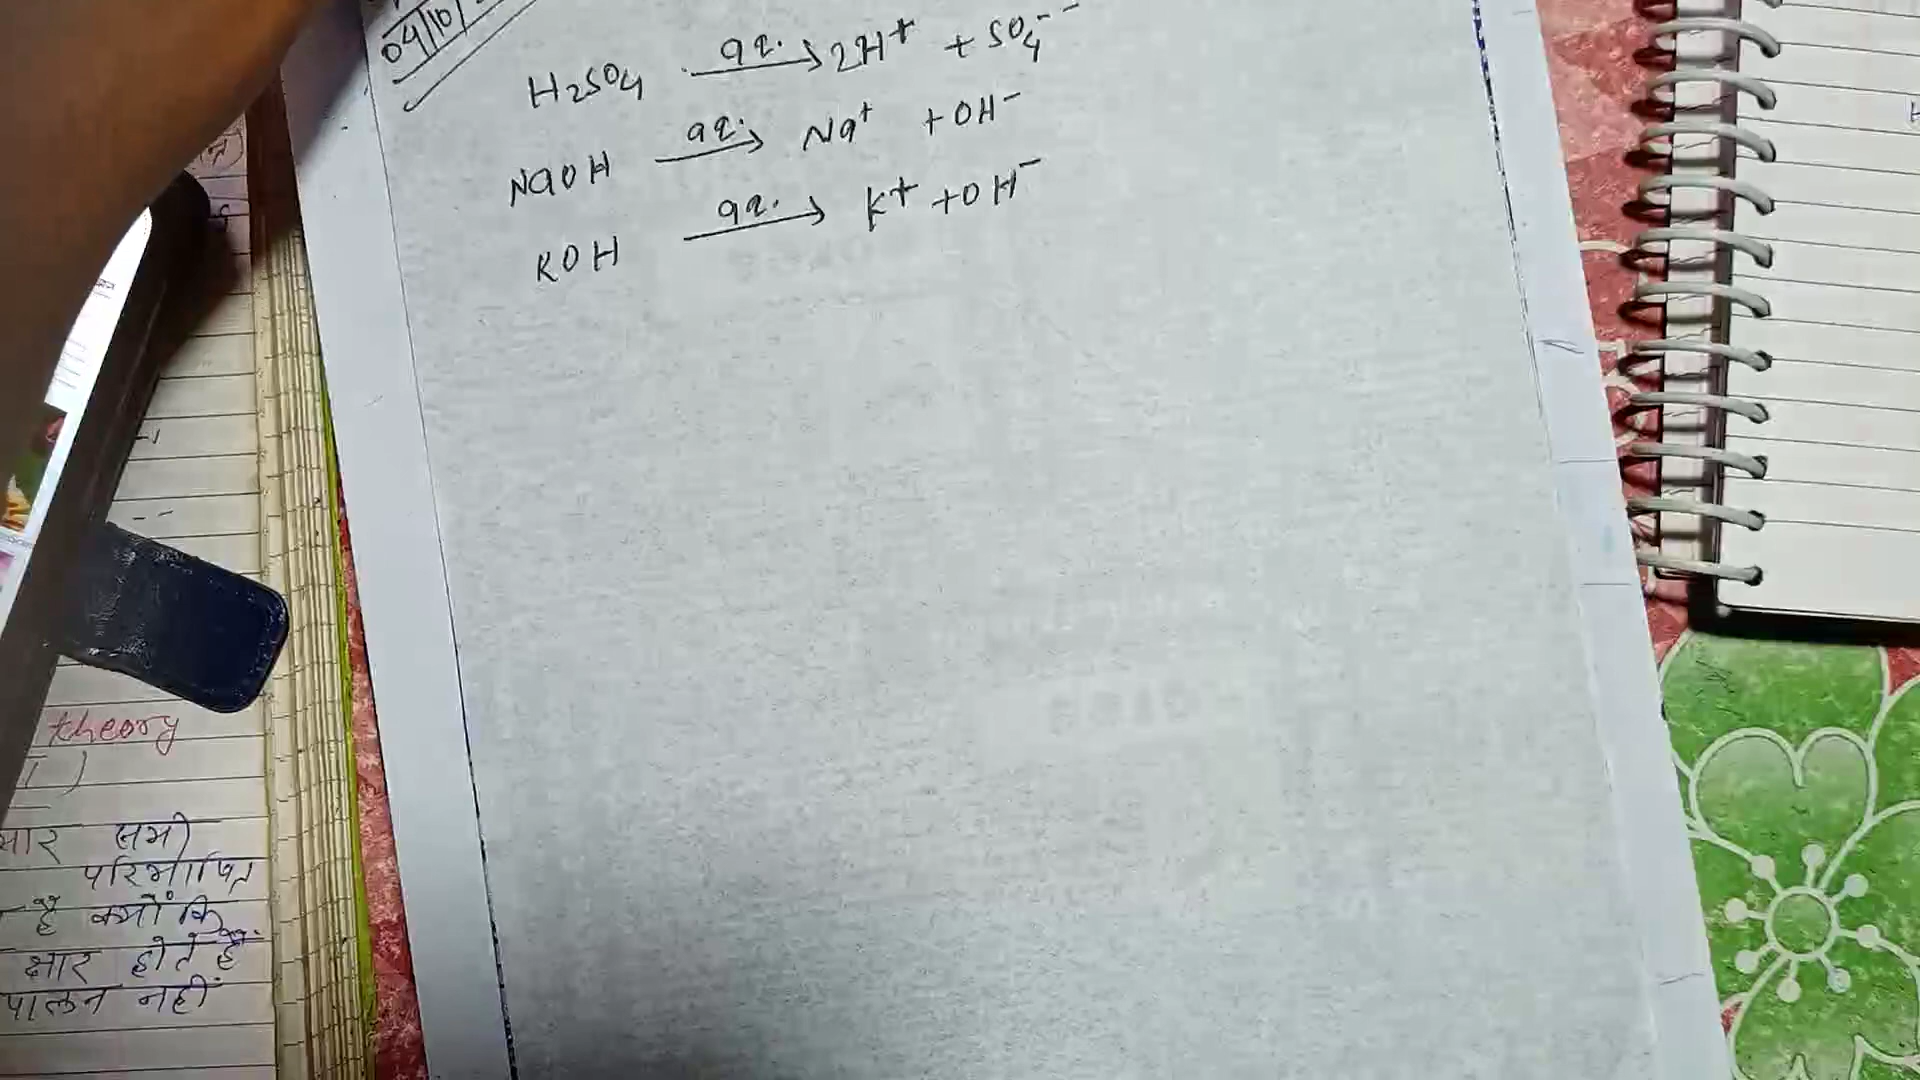 04/10/
H₂SO₄ aq. → 2H⁺ + SO₄⁻⁻
NaOH aq. → Na⁺ + OH⁻
KOH aq. → K⁺ + OH⁻
theory
सभी
परिभाषित
है क्योंकि
क्षार होते हैं
पालन नहीं